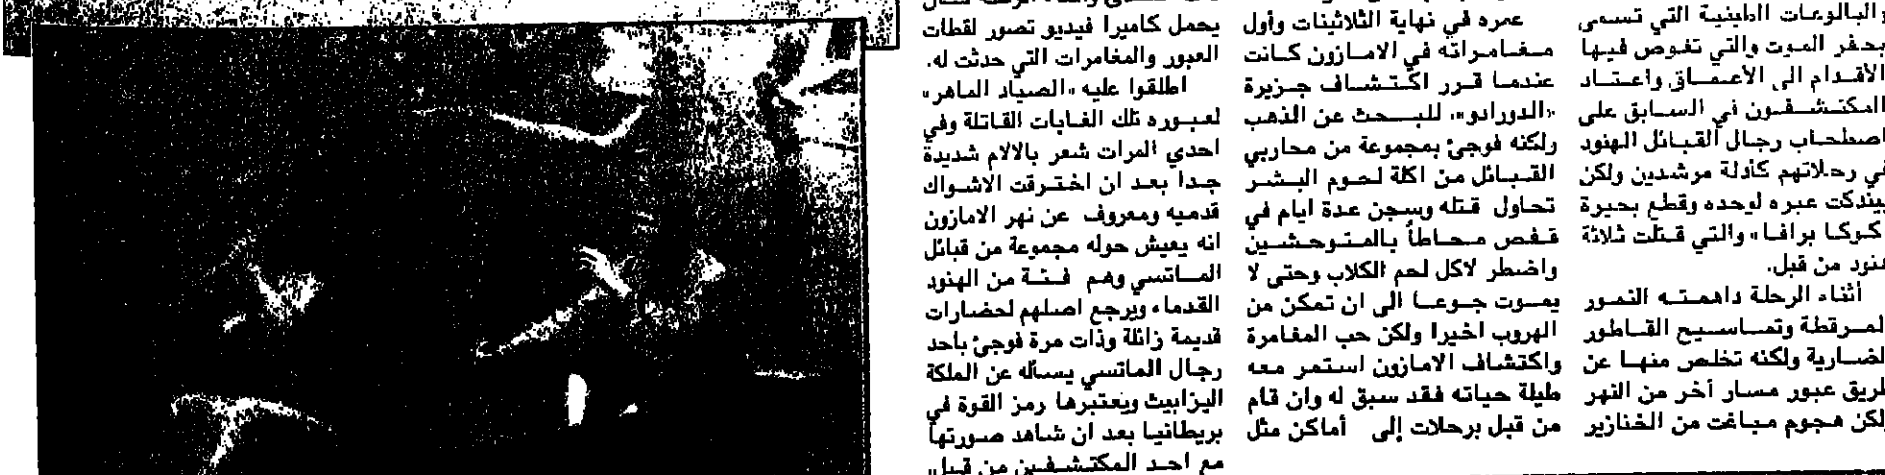 والبالوعات الطينية التي تسمى
بحفر الموت والتي تغوص فيها
الأقدام الى الأعماق واعتاد
المكتشفون في السابق على
اصطحاب رجال القبائل الهنود
في رحلاتهم كأدلة مرشدين ولكن
بيندكت عبره لوحده وقطع بحيرة
كوكا برافا» والتي قتلت ثلاثة
هنود من قبل.
أثناء الرحلة داهمته النمور
المرقطة وتماسيح القاطور
الضارية ولكنه تخلص منها عن
طريق عبور مسار أخر من النهر
ولكن هجوم مباغت من الخنازير
عمره في نهاية الثلاثينات وأول
مغامراته في الامازون كانت
عندما قرر اكتشاف جزيرة
«الدورادو»، للبحث عن الذهب
ولكنه فوجئ بمجموعة من محاربي
القبائل من اكلة لحوم البشر
تحاول قتله وسجن عدة ايام في
قفص محاطاً بالمتوحشين
واضطر لاكل لحم الكلاب وحتى لا
يموت جوعا الى ان تمكن من
الهروب اخيرا ولكن حب المغامرة
واكتشاف الامازون استمر معه
طيلة حياته فقد سبق له وان قام
من قبل برحلات إلى أماكن مثل
يحمل كاميرا فيديو تصور لقطات
العبور والمغامرات التي حدثت له.
اطلقوا عليه «الصياد الماهر»
لعبوره تلك الغابات القاتلة وفي
احدي المرات شعر بالالام شديدة
جدا بعد ان اخترقت الاشواك
قدميه ومعروف عن نهر الامازون
انه يعيش حوله مجموعة من قبائل
الماتسي وهم فئة من الهنود
القدماء ويرجع اصلهم لحضارات
قديمة زائلة وذات مرة فوجئ باحد
رجال الماتسي يسأله عن الملكة
اليزابيث ويعتبرها رمز القوة في
بريطانيا بعد ان شاهد صورتها
مع احد المكتشفين من قبل»